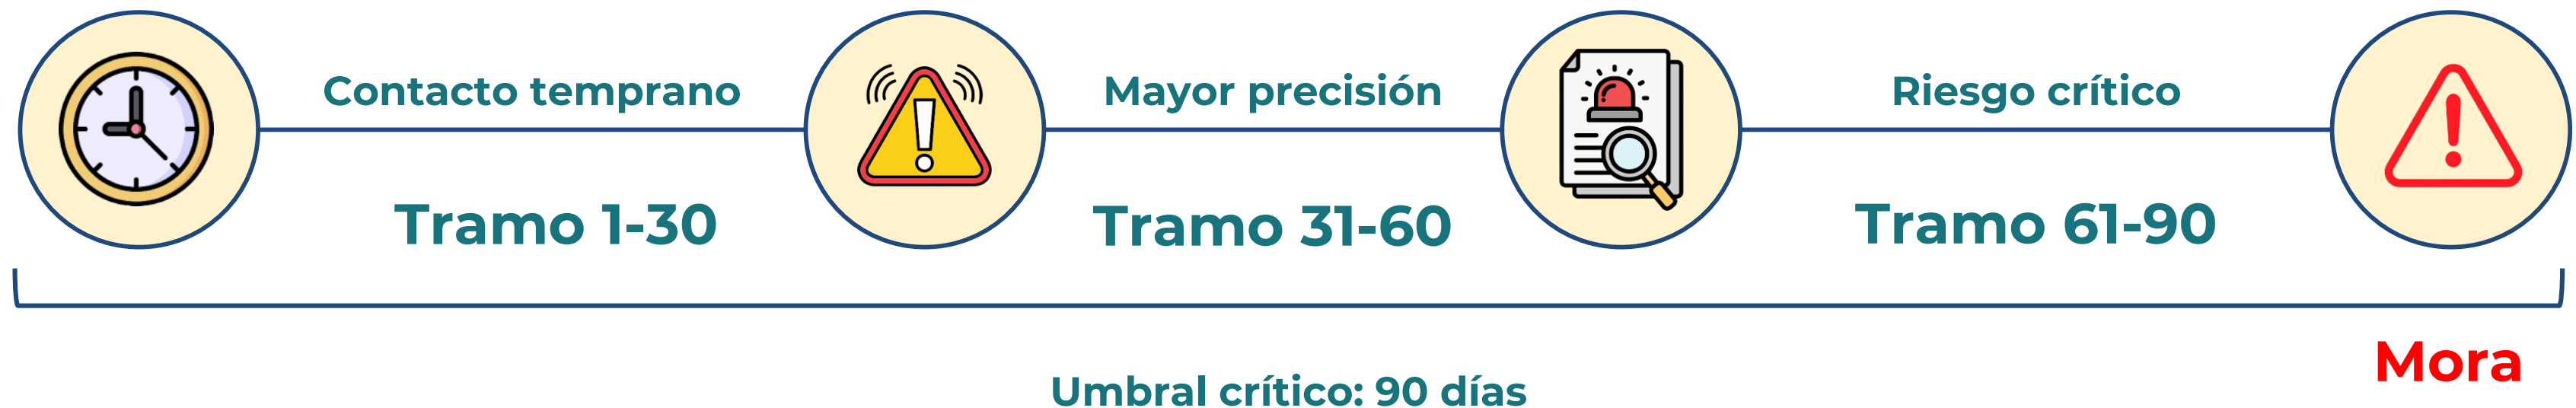 Contacto temprano
Mayor precisión
Riesgo crítico
Tramo 1-30
Tramo 31-60
Tramo 61-90
Mora
Umbral crítico: 90 días